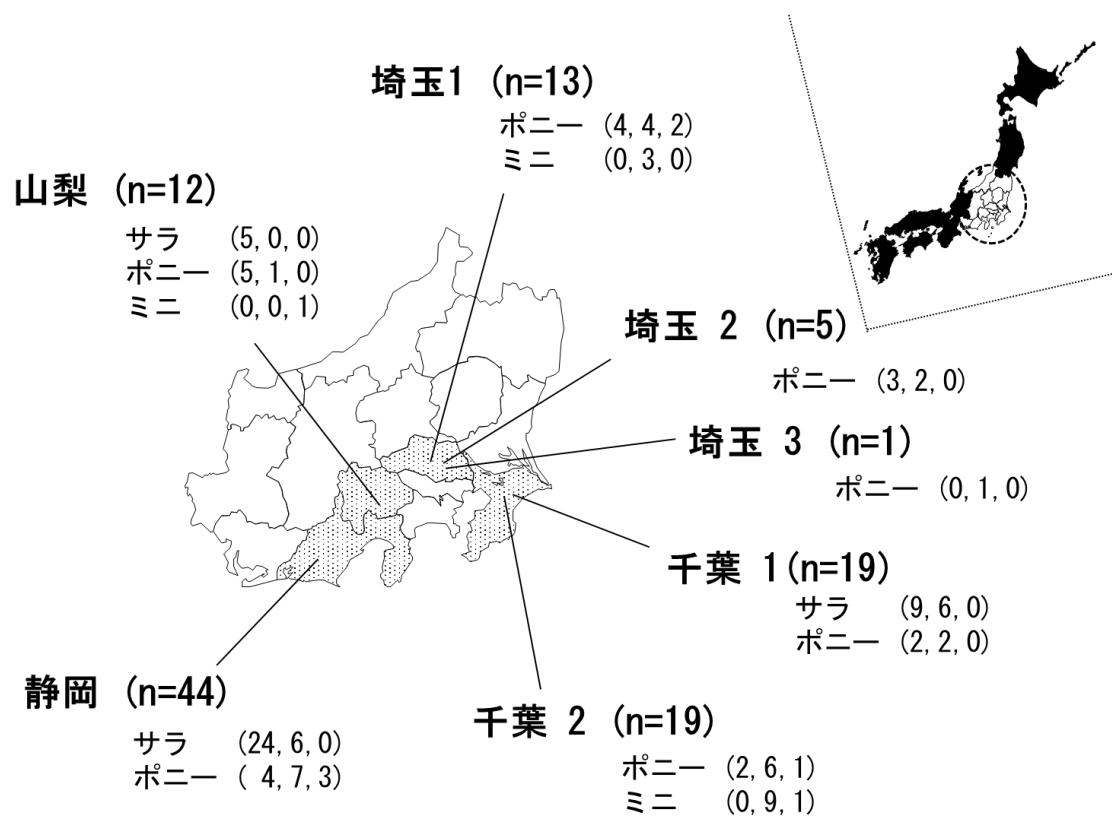 埼玉1 (n=13)
ポニー (4, 4, 2)
ミニ (0, 3, 0)
山梨 (n=12)
サラ (5, 0, 0)
ポニー (5, 1, 0)
ミニ (0, 0, 1)
埼玉 2 (n=5)
ポニー (3, 2, 0)
埼玉 3 (n=1)
ポニー (0, 1, 0)
千葉 1(n=19)
サラ (9, 6, 0)
ポニー (2, 2, 0)
静岡 (n=44)
サラ (24, 6, 0)
ポニー ( 4, 7, 3)
千葉 2 (n=19)
ポニー (2, 6, 1)
ミニ (0, 9, 1)